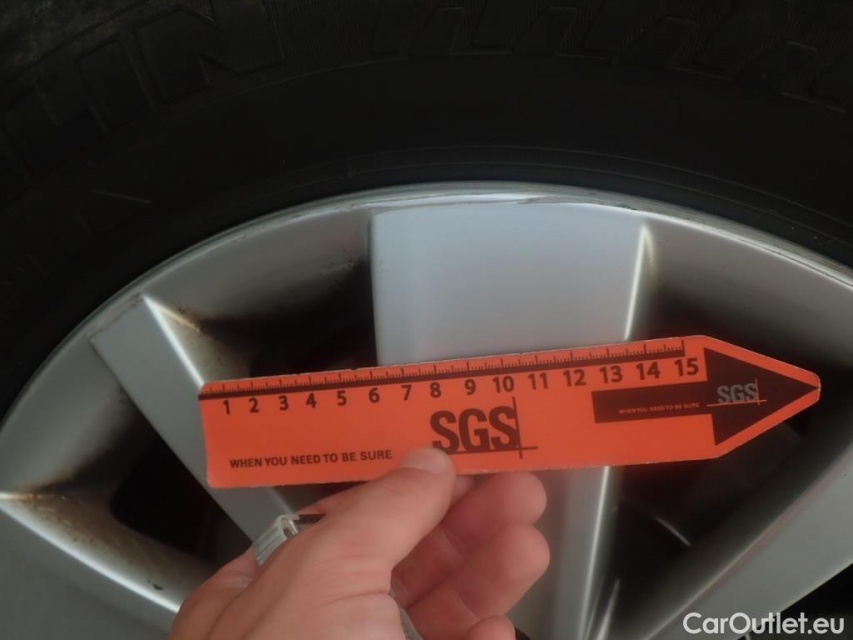 1 2 3 4 5 6 7 8 9 10 11 12 13 14 15
SGS
WHEN YOU NEED TO BE SURE
SGS
WHEN YOU NEED TO BE SURE
CarOutlet.eu